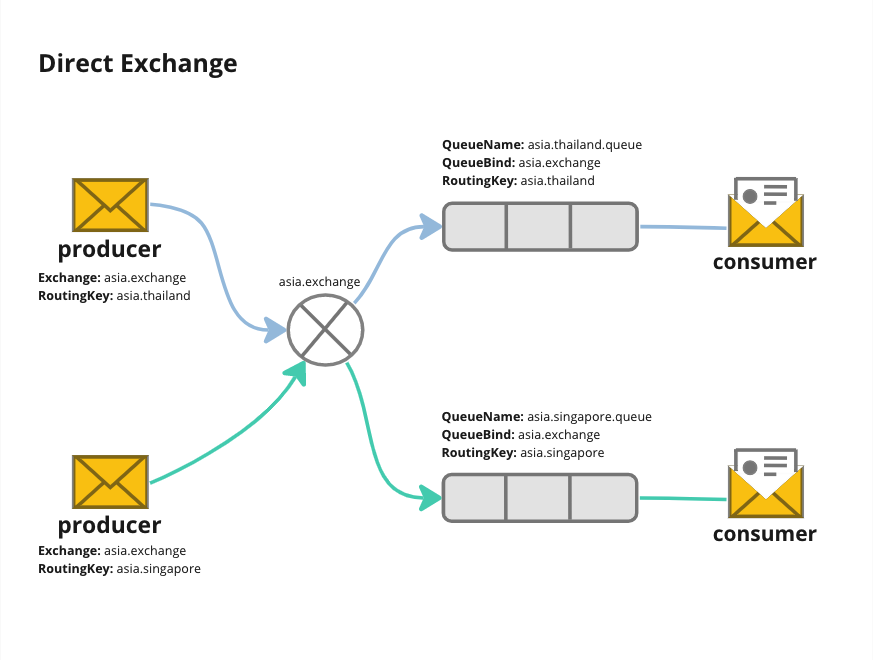 Direct Exchange
QueueName: asia.thailand.queue
QueueBind: asia.exchange
RoutingKey: asia.thailand
producer
Exchange: asia.exchange
RoutingKey: asia.thailand
consumer
asia.exchange
QueueName: asia.singapore.queue
QueueBind: asia.exchange
RoutingKey: asia.singapore
producer
Exchange: asia.exchange
RoutingKey: asia.singapore
consumer